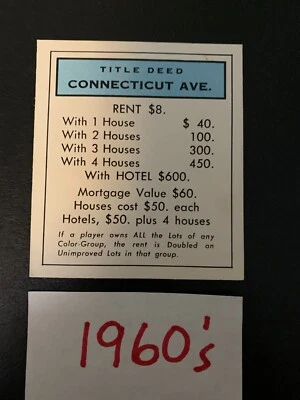 TITLE DEED
CONNECTICUT AVE.
RENT $8.
With 1 House $ 40.
With 2 Houses 100.
With 3 Houses 300.
With 4 Houses 450.
With HOTEL $600.
Mortgage Value $60.
Houses cost $50. each
Hotels, $50. plus 4 houses
If a player owns ALL the Lots of any
Color-Group, the rent is Doubled on
Unimproved Lots in that group.
1960's